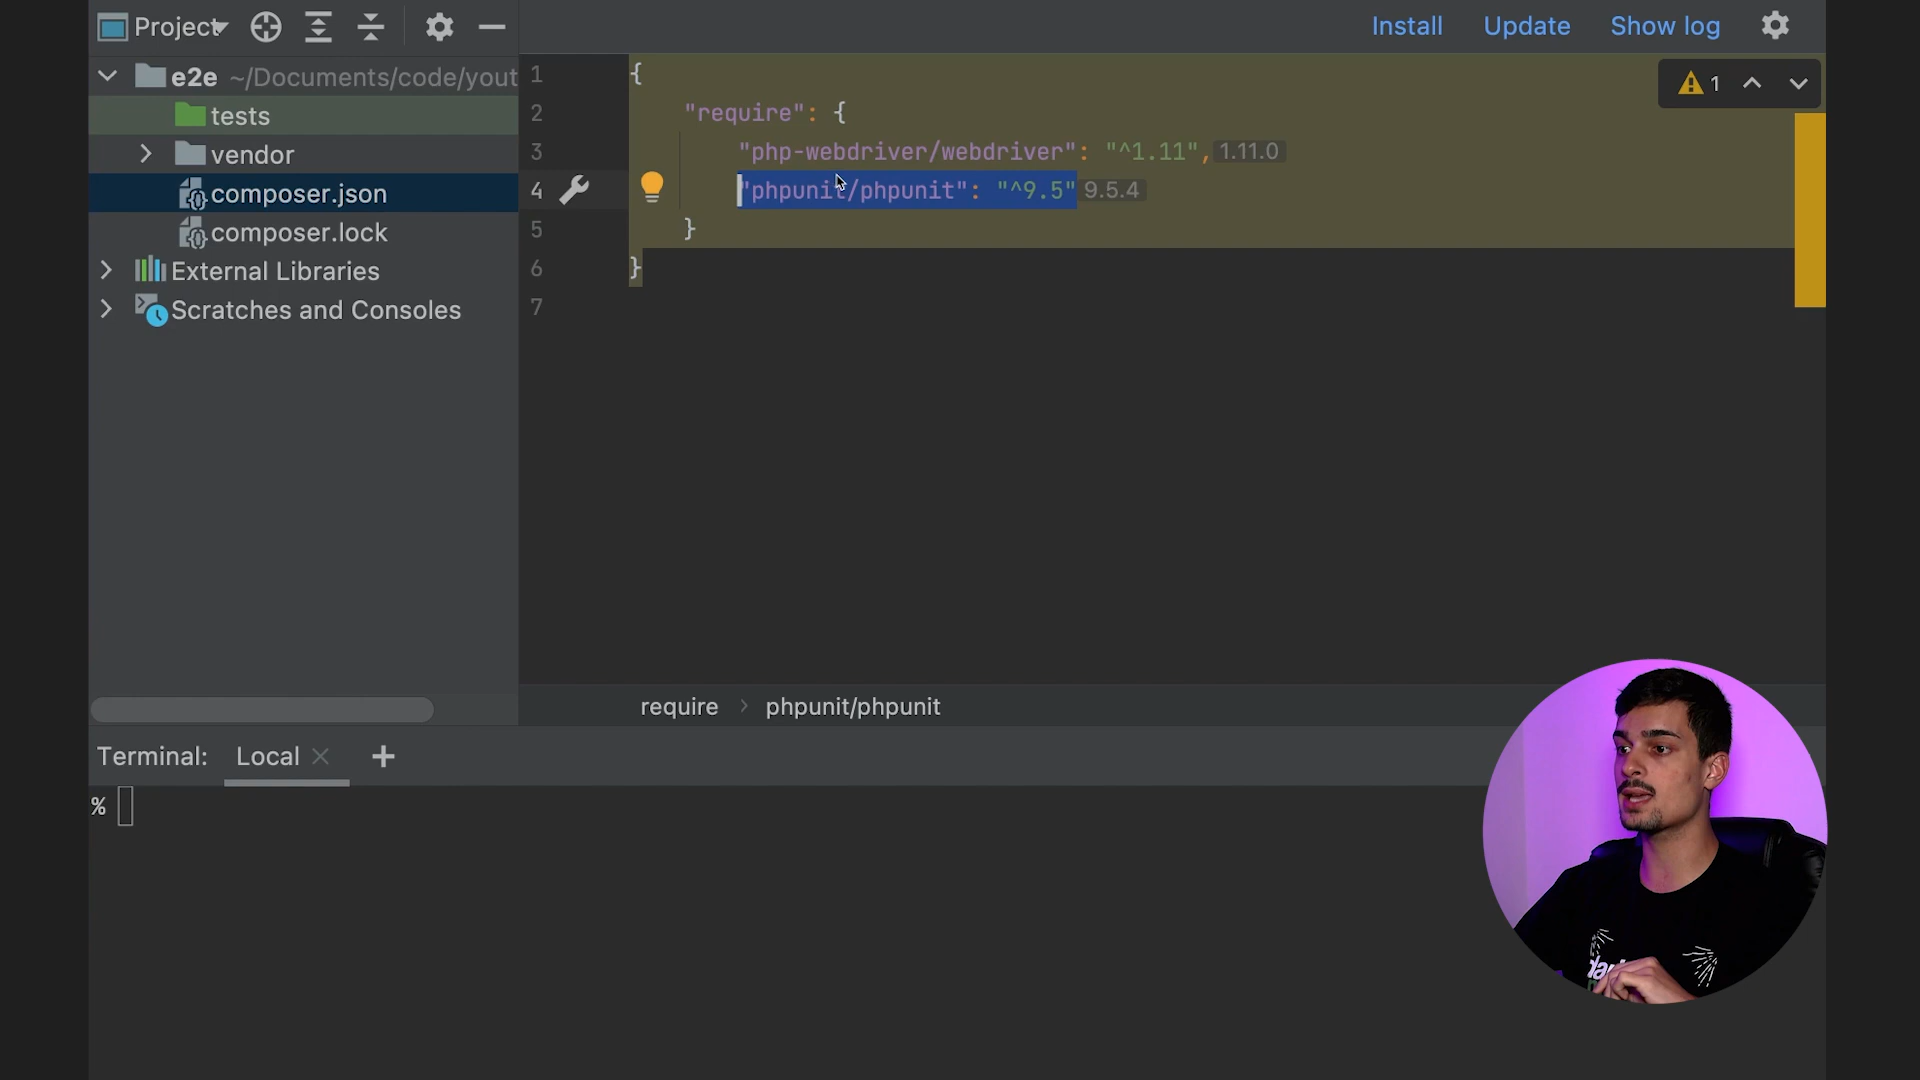 Project
Install Update Show log
e2e ~/Documents/code/yout
tests
vendor
composer.json
composer.lock
External Libraries
Scratches and Consoles
1 {
2 "require": {
3 "php-webdriver/webdriver": "^1.11", 1.11.0
4 "phpunit/phpunit": "^9.5" 9.5.4
5 }
6 }
7
1
require > phpunit/phpunit
Terminal: Local × +
%